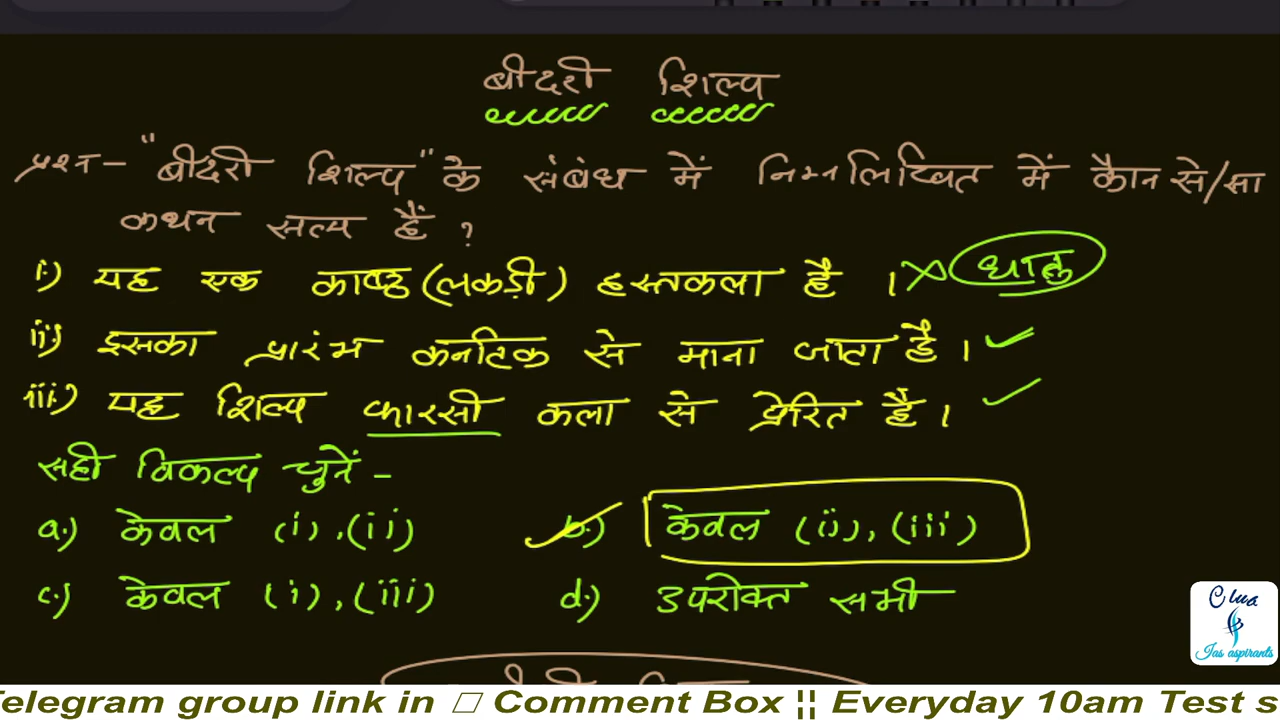 बीदरी शिल्प
प्रश्न - "बीदरी शिल्प" के संबंध में निम्नलिखित में कौन से/सा
कथन सत्य हैं ?
i.) यह एक काष्ठ (लकड़ी) हस्तकला है । × धातु
ii.) इसका प्रारंभ कर्नाटक से माना जाता है । ✓
iii.) यह शिल्प फारसी कला से प्रेरित है । ✓
सही विकल्प चुनें -
a.) केवल (i), (ii) b.) केवल (ii), (iii)
c.) केवल (i), (iii) d.) उपरोक्त सभी
Clue
Ias aspirants
Telegram group link in □ Comment Box ¦¦ Everyday 10am Test s